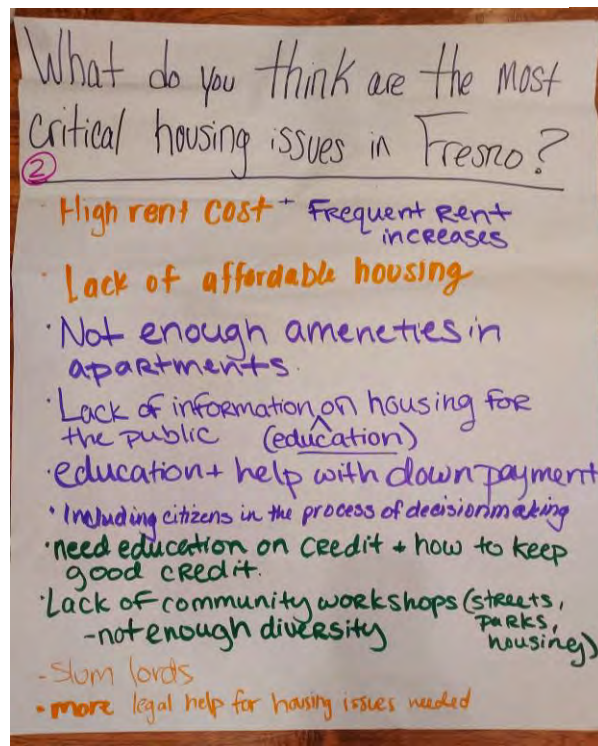 What do you think are the most
critical housing issues in Fresno?
2
· High rent cost + Frequent Rent
increases
· Lack of affordable housing
· Not enough ameneties in
apartments.
· Lack of information on housing for
the public (education)
· education + help with down payment
· Including citizens in the process of decisionmaking
· need education on credit + how to keep
good credit.
· Lack of community workshops (streets,
parks,
- not enough diversity housing)
- Slum lords
· more legal help for housing issues needed